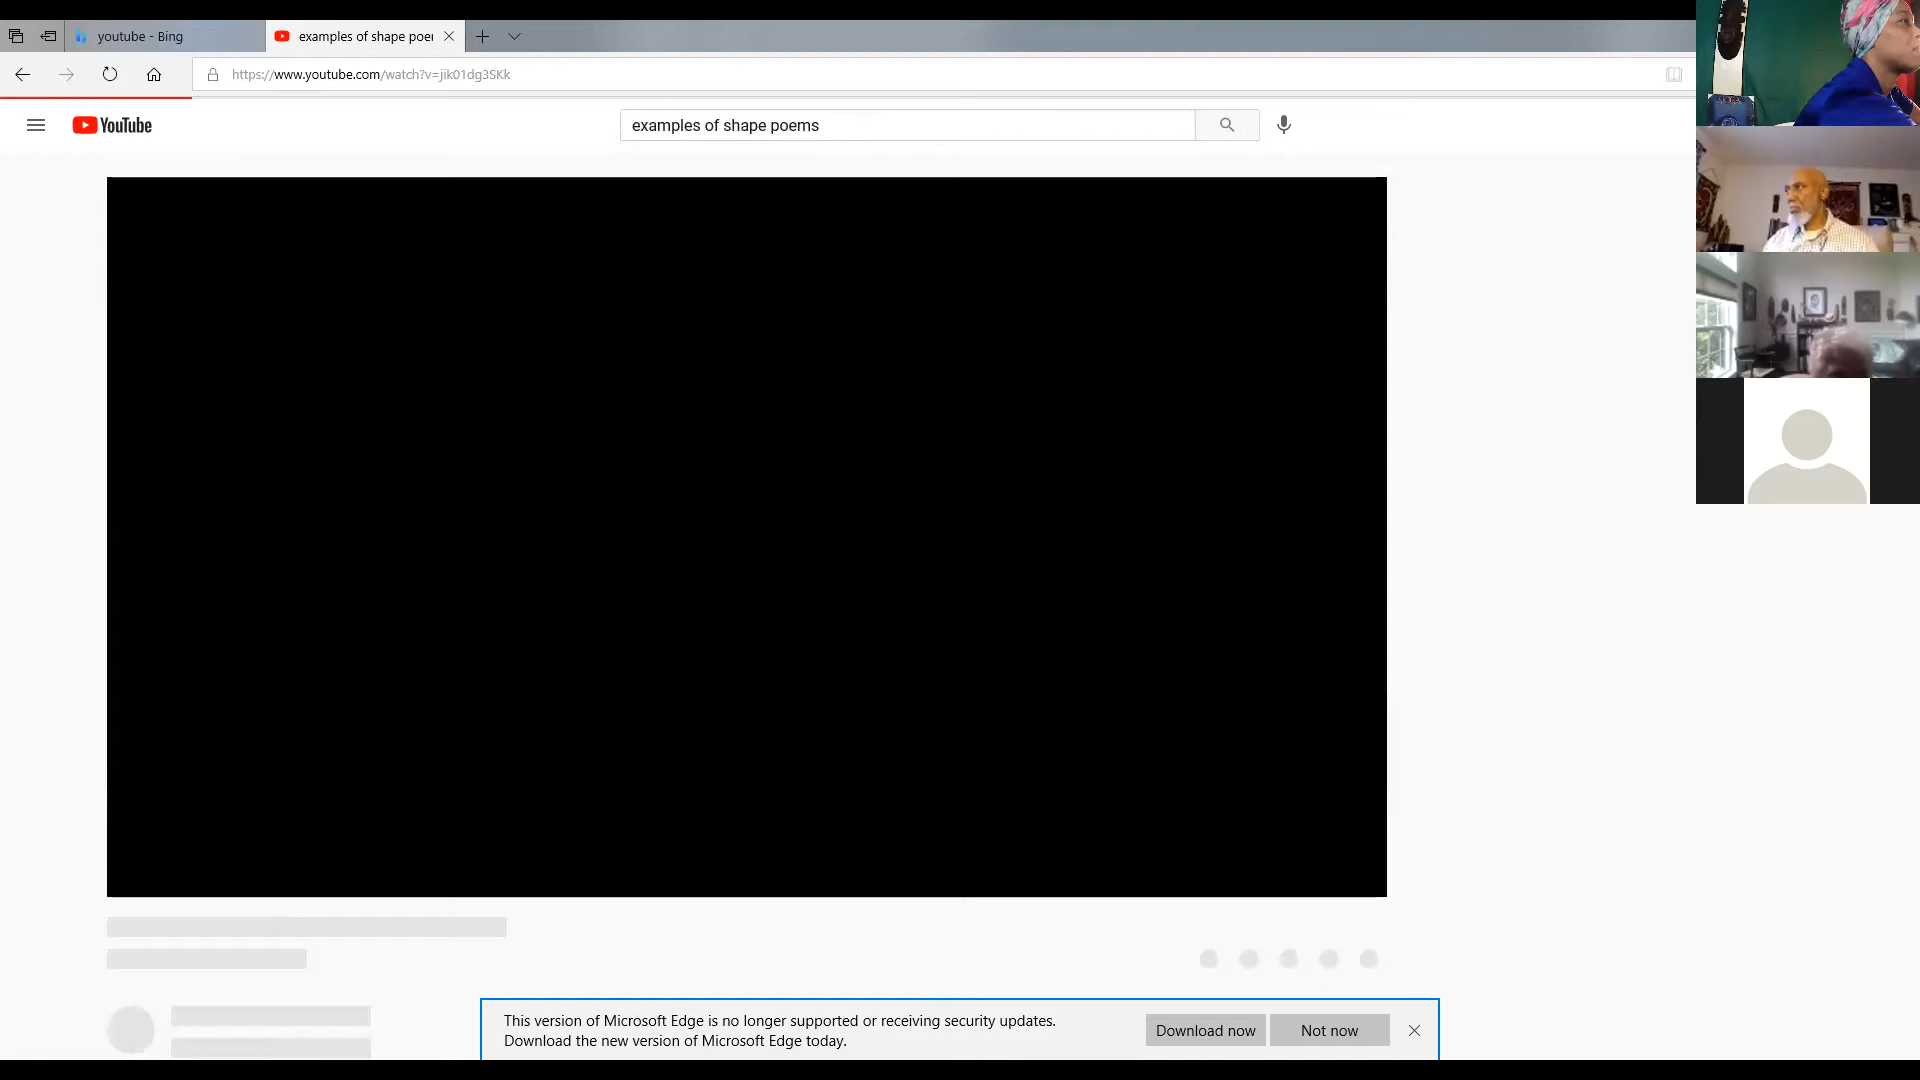 youtube - Bing
examples of shape poei
https://www.youtube.com/watch?v=jik01dg3SKk
YouTube
examples of shape poems
This version of Microsoft Edge is no longer supported or receiving security updates.
Download the new version of Microsoft Edge today.
Download now
Not now